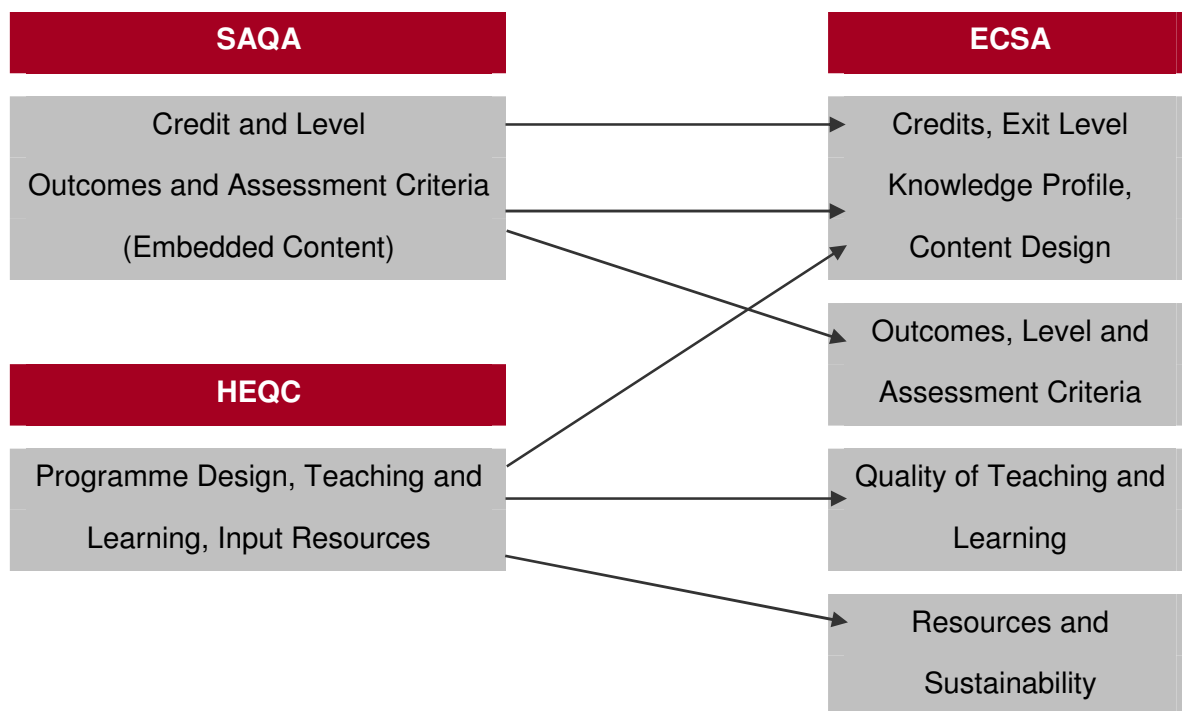 SAQA
Credit and Level
Outcomes and Assessment Criteria
(Embedded Content)
HEQC
Programme Design, Teaching and
Learning, Input Resources
ECSA
Credits, Exit Level
Knowledge Profile,
Content Design
Outcomes, Level and
Assessment Criteria
Quality of Teaching and
Learning
Resources and
Sustainability